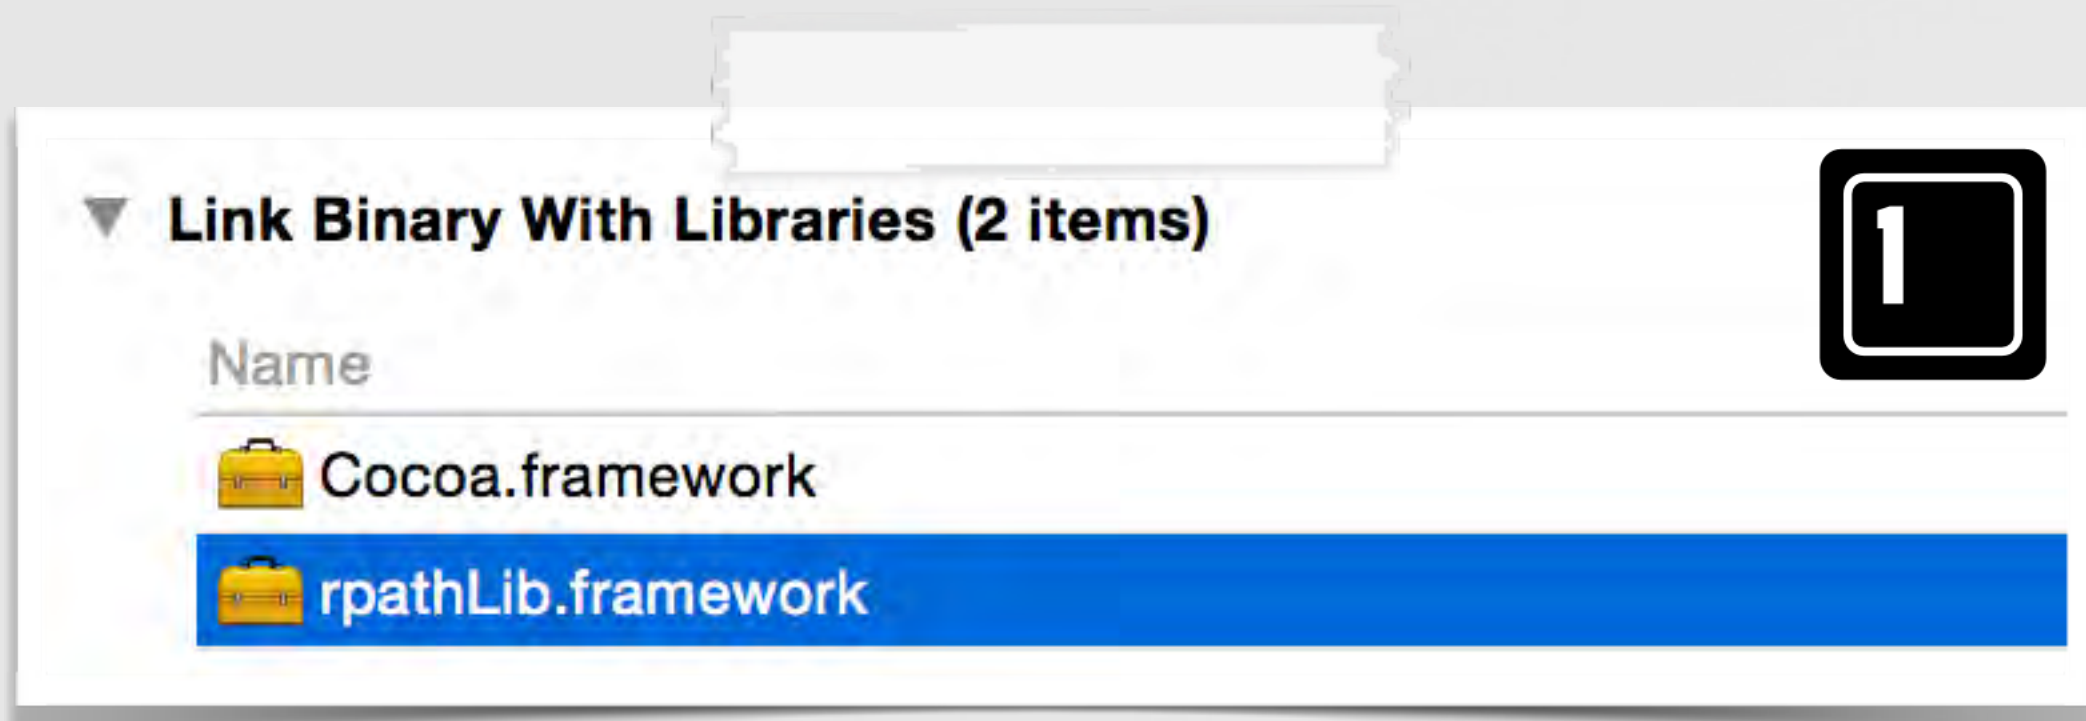 Link Binary With Libraries (2 items)
1
Name
Cocoa.framework
rpathLib.framework